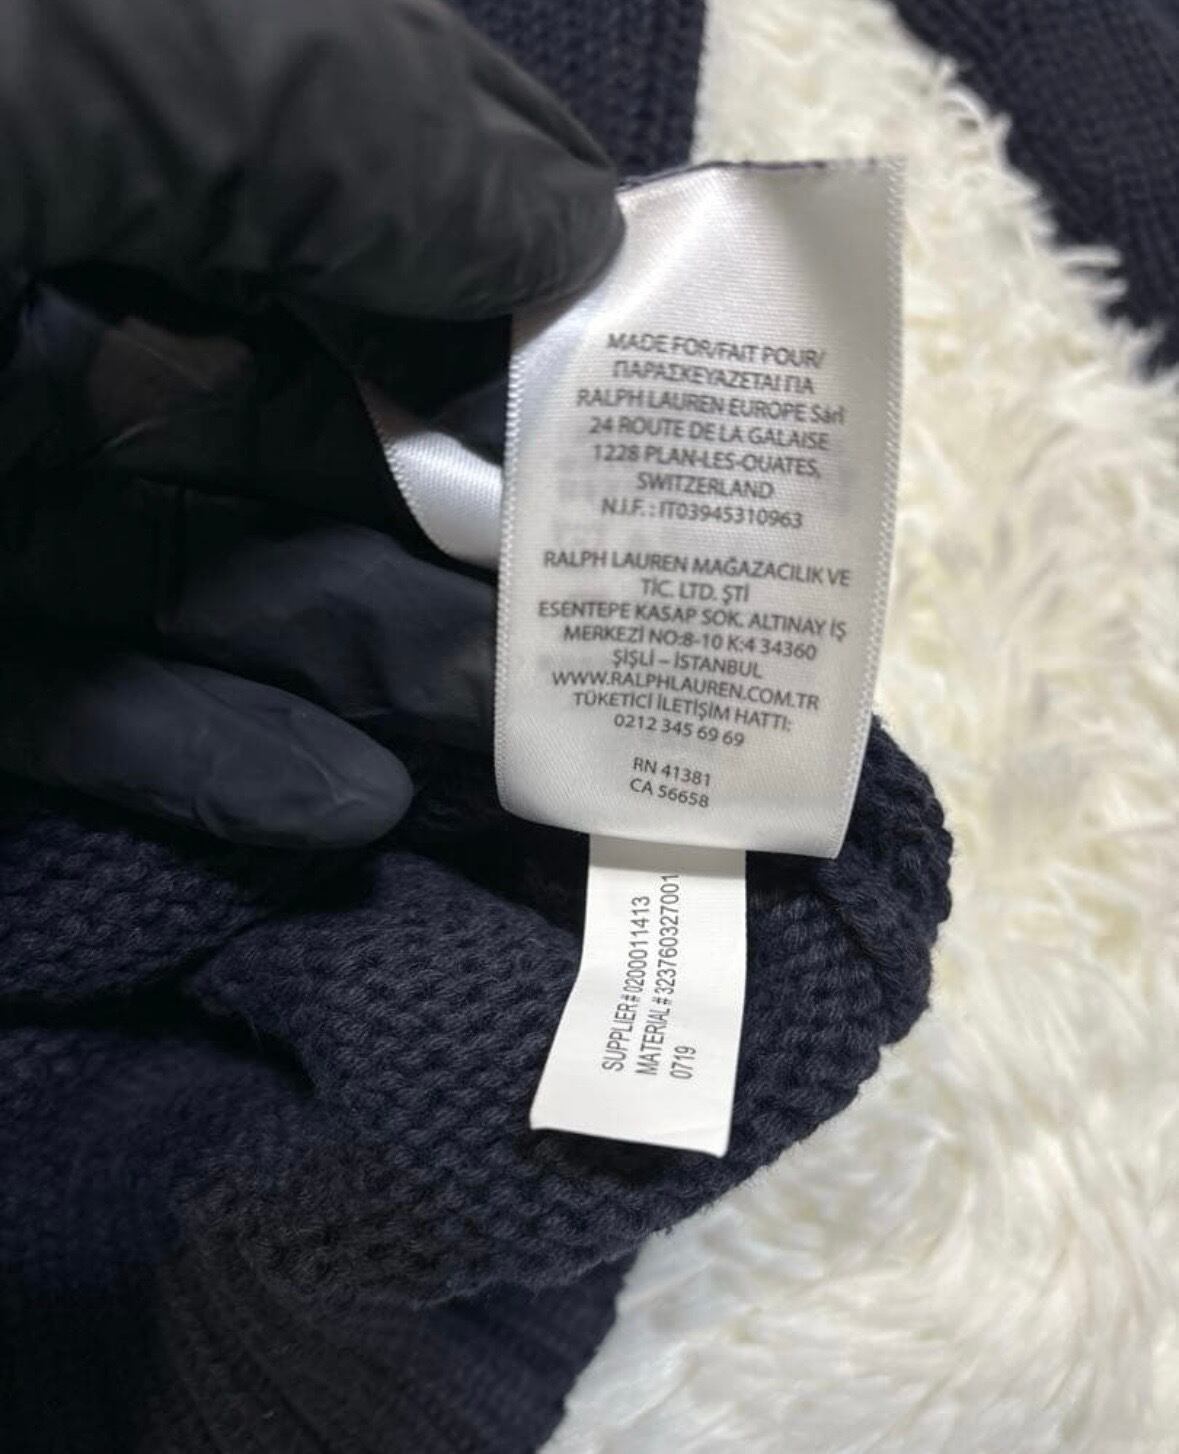 MADE FOR/FAIT POUR/
ΠΑΡΑΣΚΕΥΑΖΕΤΑΙ ΓΙΑ
RALPH LAUREN EUROPE Sàrl
24 ROUTE DE LA GALAISE
1228 PLAN-LES-OUATES,
SWITZERLAND
N.I.F. : IT03945310963
RALPH LAUREN MAĞAZACILIK VE
TİC. LTD. ŞTİ
ESENTEPE KASAP SOK. ALTINAY İŞ
MERKEZİ NO:8-10 K:4 34360
ŞİŞLİ – İSTANBUL
WWW.RALPHLAUREN.COM.TR
TÜKETİCİ İLETİŞİM HATTI:
0212 345 69 69
RN 41381
CA 56658
SUPPLIER# 0200011413
MATERIAL # 323760327001
0719